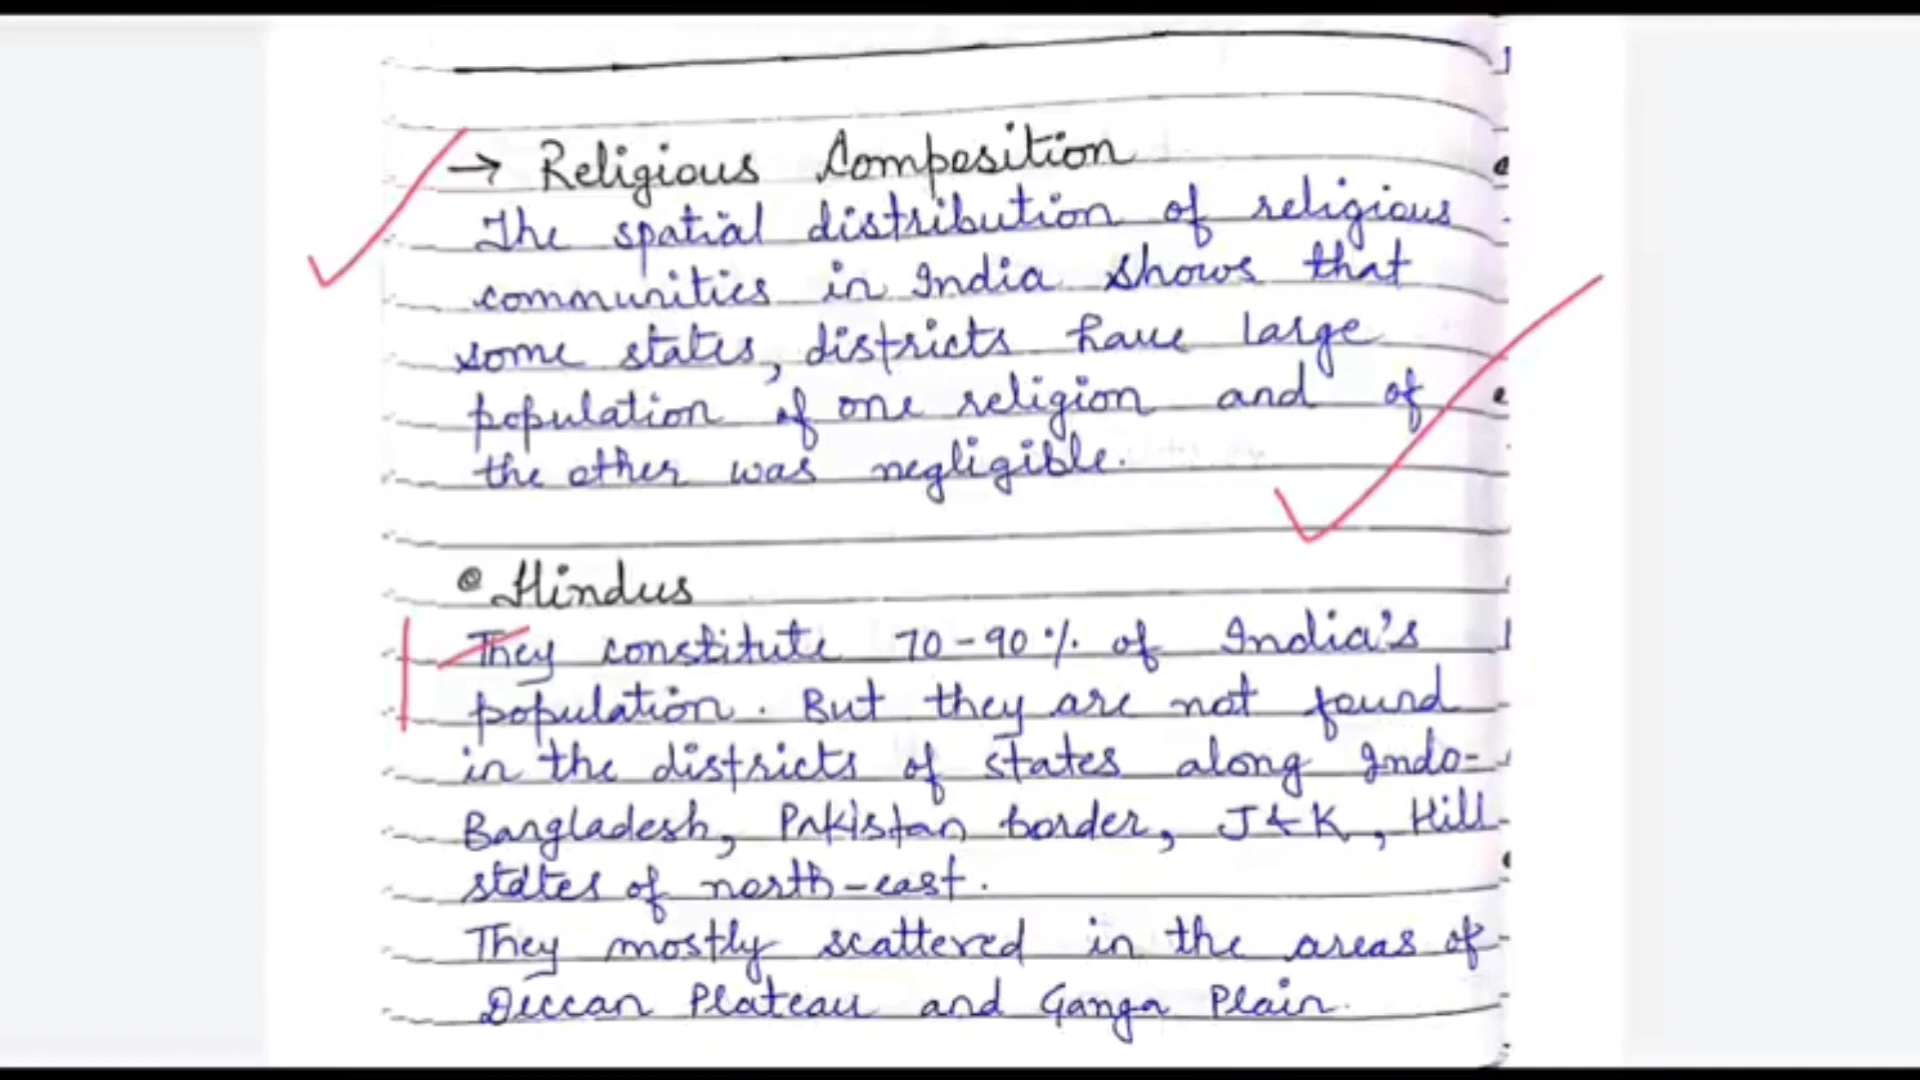 → Religious Composition
The spatial distribution of religious
communities in India shows that
some states, districts have large
population of one religion and of
the other was negligible.
• Hindus
They constitute 70-90% of India's
population. But they are not found
in the districts of states along Indo-
Bangladesh, Pakistan border, J&K, Hill
states of north-east.
They mostly scattered in the areas of
Deccan Plateau and Ganga Plain.